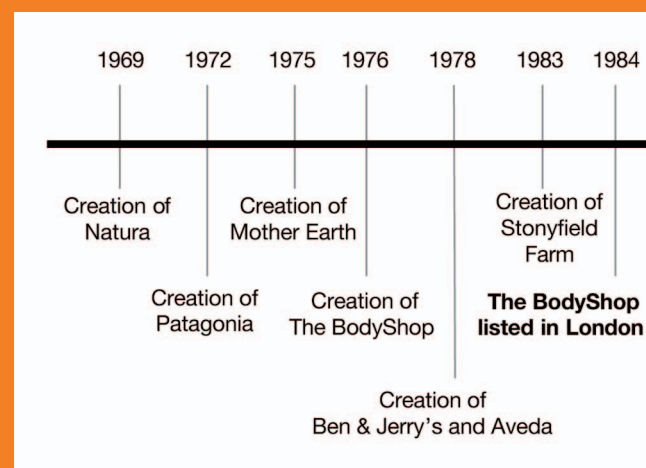 1969 1972 1975 1976 1978 1983 1984
Creation of
Natura
Creation of
Mother Earth
Creation of
Stonyfield
Farm
Creation of
Patagonia
Creation of
The BodyShop
The BodyShop
listed in London
Creation of
Ben & Jerry's and Aveda